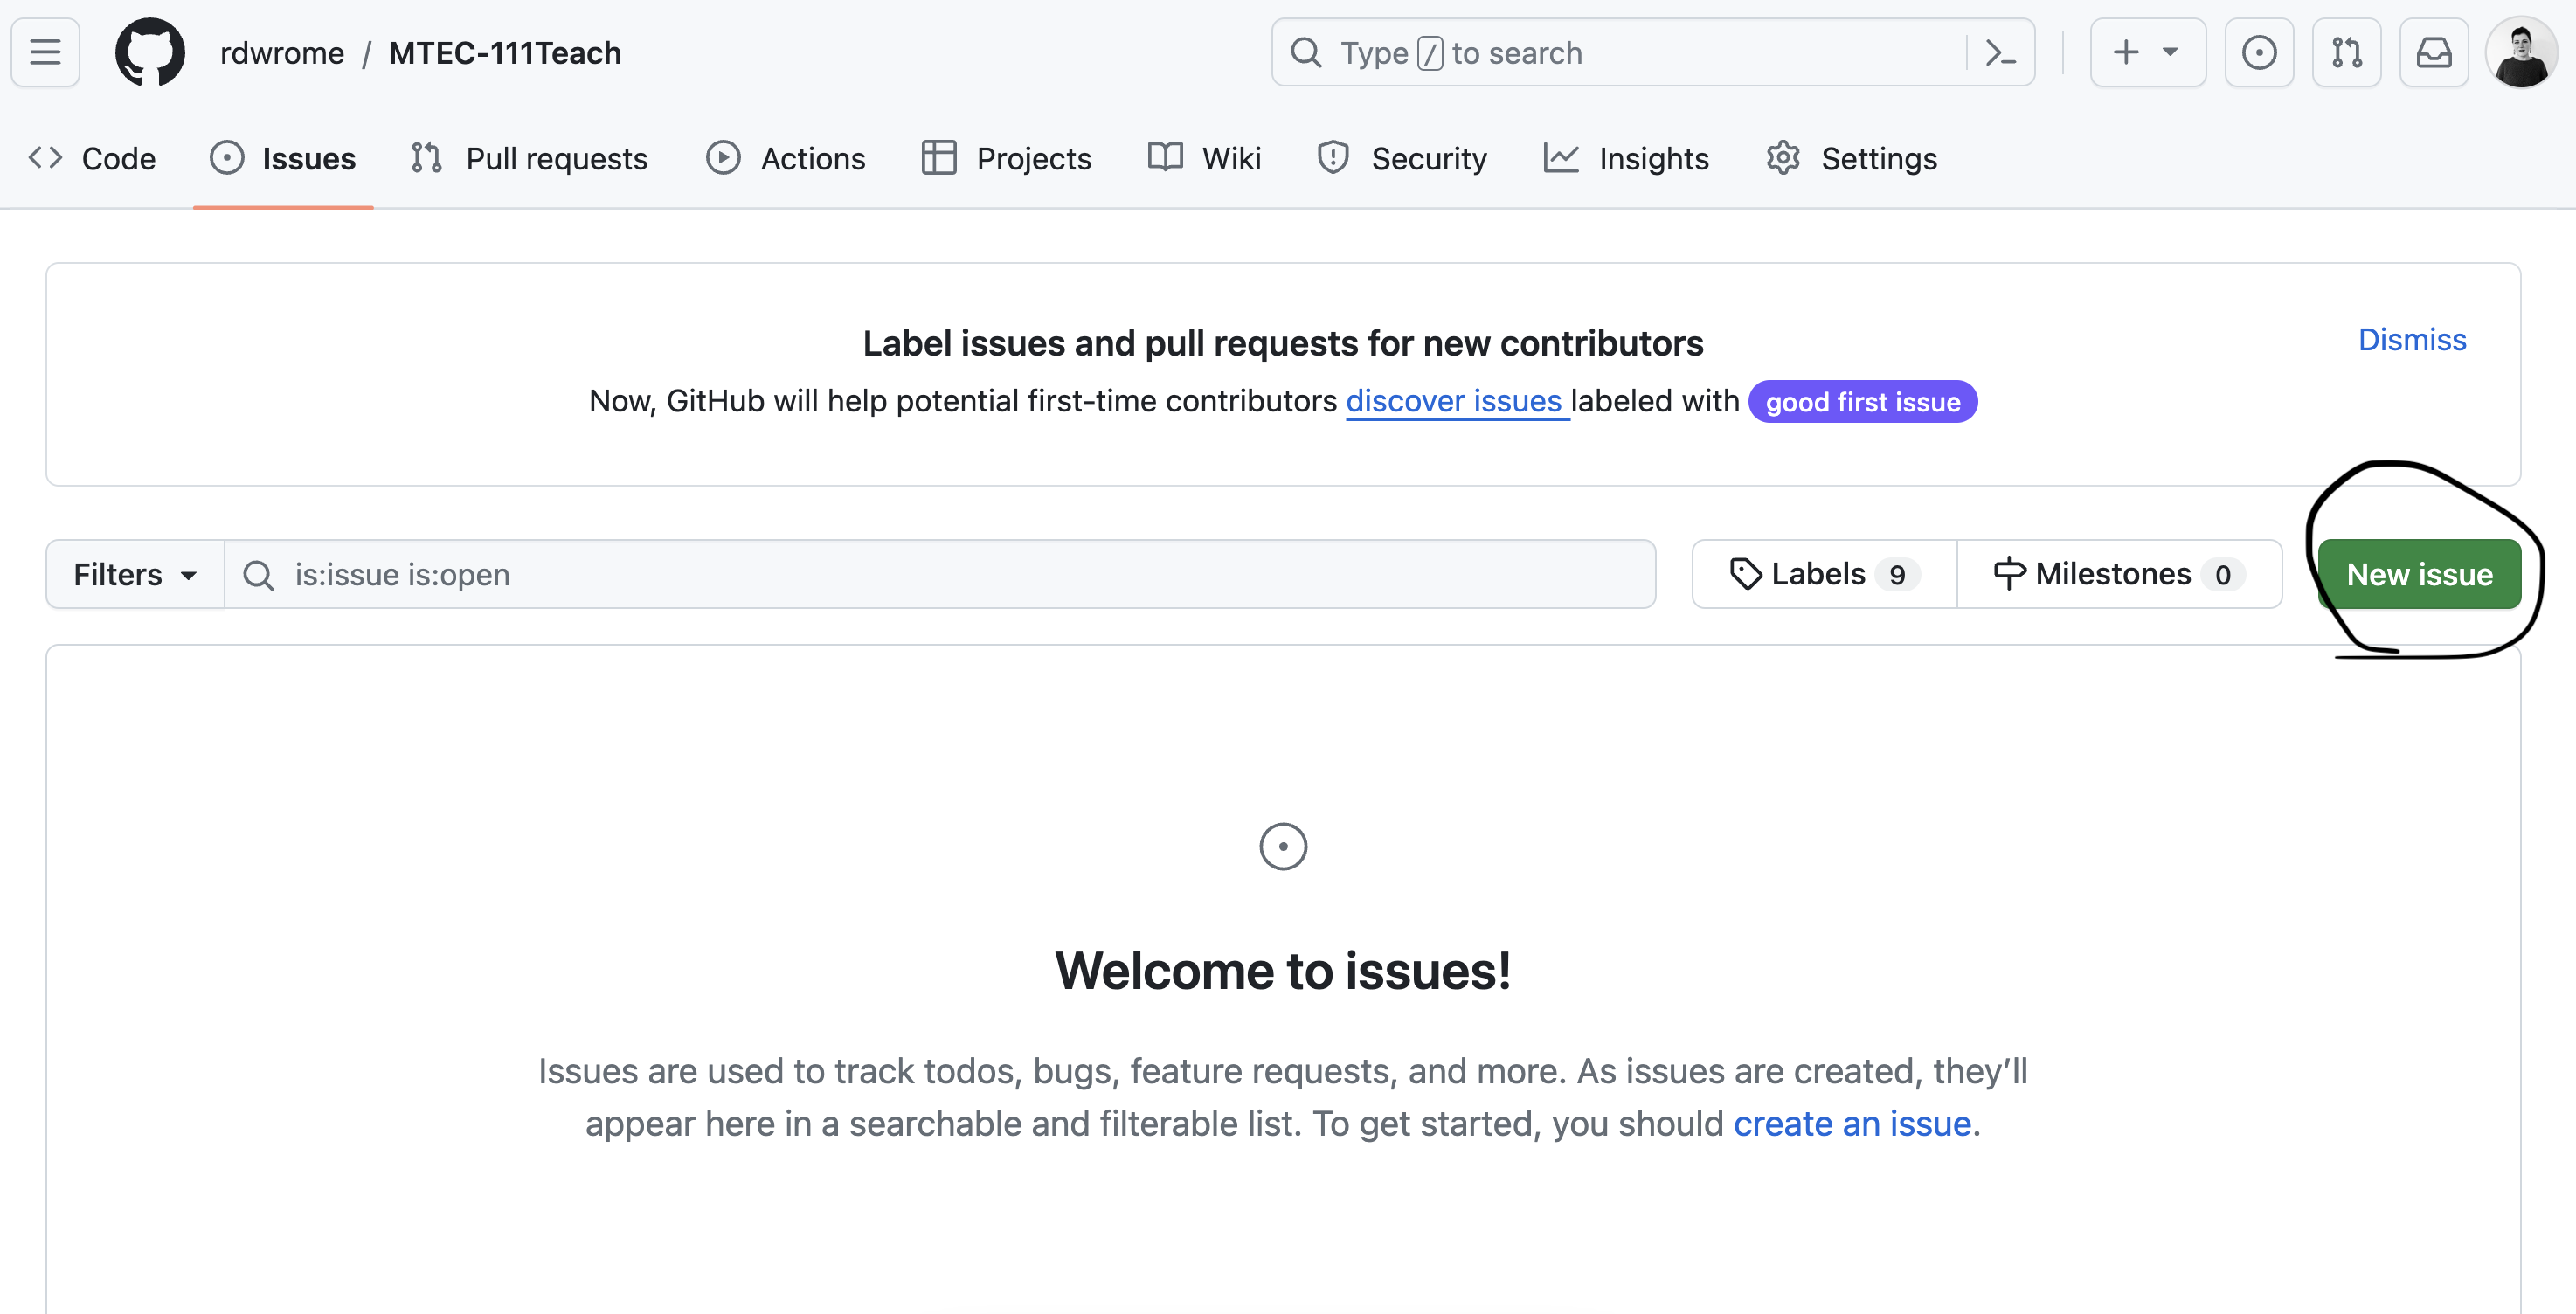 rdwrome / MTEC-111Teach
Type / to search
Code Issues Pull requests Actions Projects Wiki Security Insights Settings
Label issues and pull requests for new contributors
Dismiss
Now, GitHub will help potential first-time contributors discover issues labeled with good first issue
Filters is:issue is:open Labels 9 Milestones 0 New issue
Welcome to issues!
Issues are used to track todos, bugs, feature requests, and more. As issues are created, they’ll
appear here in a searchable and filterable list. To get started, you should create an issue.